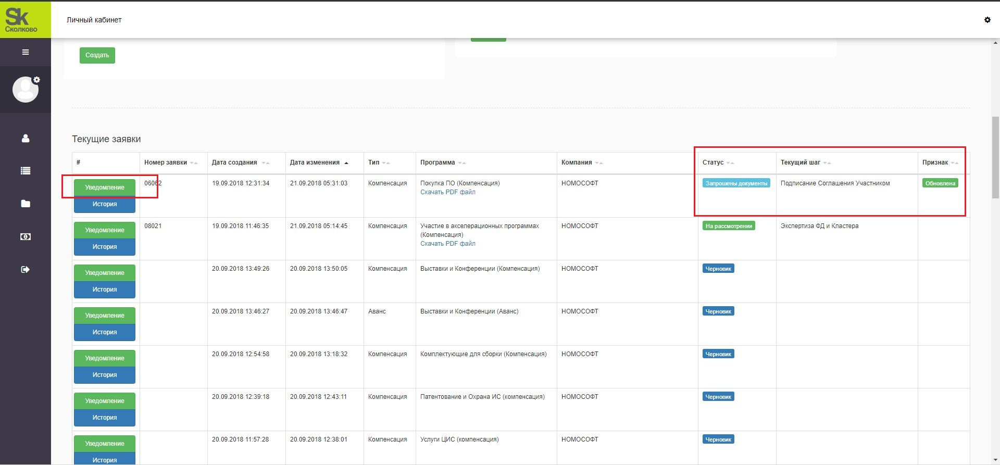 Sk
Сколково
Личный кабинет
Создать
Текущие заявки
# Номер заявки Дата создания Дата изменения Тип Программа Компания Статус Текущий шаг Признак
Уведомление 06062 19.09.2018 12:31:34 21.09.2018 05:31:03 Компенсация Покупка ПО (Компенсация) НОМОСОФТ Запрошены документы Подписание Соглашения Участником Обновлена
Скачать PDF файл
История
Уведомление 08021 19.09.2018 11:46:35 21.09.2018 05:14:45 Компенсация Участие в акселерационных программах НОМОСОФТ На рассмотрении Экспертиза ФД и Кластера
(Компенсация)
Скачать PDF файл
История
Уведомление 20.09.2018 13:49:26 20.09.2018 13:50:05 Компенсация Выставки и Конференции (Компенсация) НОМОСОФТ Черновик
История
Уведомление 20.09.2018 13:46:27 20.09.2018 13:46:47 Аванс Выставки и Конференции (Аванс) НОМОСОФТ Черновик
История
Уведомление 20.09.2018 12:54:58 20.09.2018 13:18:32 Компенсация Комплектующие для сборки (Компенсация) НОМОСОФТ Черновик
История
Уведомление 20.09.2018 12:39:18 20.09.2018 12:43:11 Компенсация Патентование и Охрана ИС (компенсация) НОМОСОФТ Черновик
История
Уведомление 20.09.2018 11:57:28 20.09.2018 12:38:01 Компенсация Услуги ЦИС (компенсация) НОМОСОФТ Черновик
История